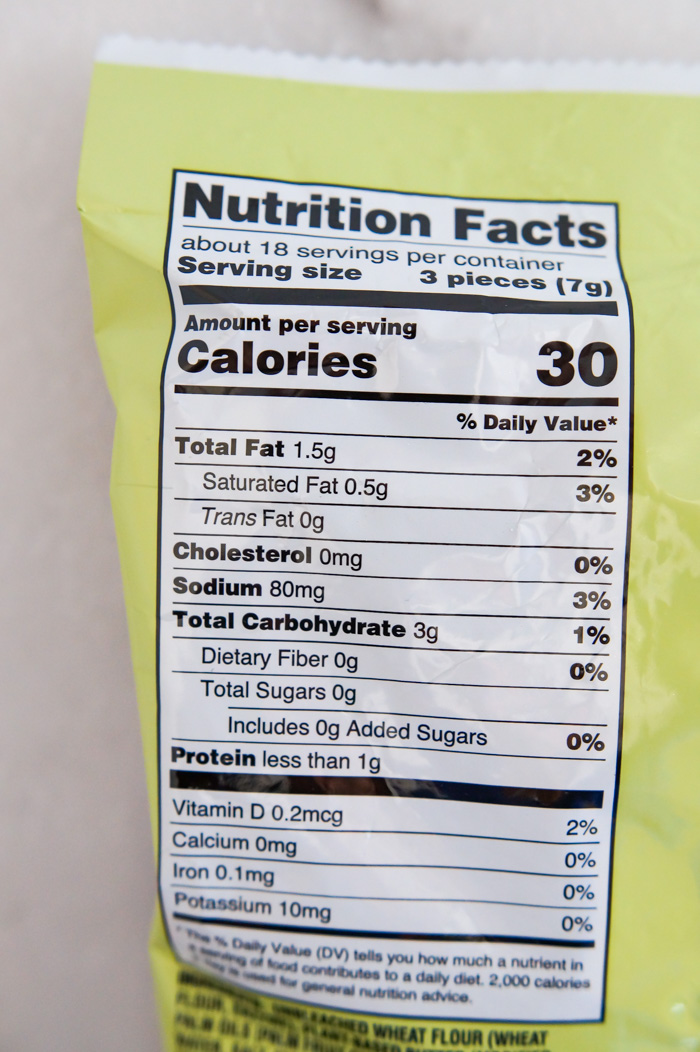 Nutrition Facts
about 18 servings per container
Serving size 3 pieces (7g)
Amount per serving
Calories 30
% Daily Value*
Total Fat 1.5g 2%
Saturated Fat 0.5g 3%
Trans Fat 0g
Cholesterol 0mg 0%
Sodium 80mg 3%
Total Carbohydrate 3g 1%
Dietary Fiber 0g 0%
Total Sugars 0g
Includes 0g Added Sugars 0%
Protein less than 1g
Vitamin D 0.2mcg 2%
Calcium 0mg 0%
Iron 0.1mg 0%
Potassium 10mg 0%
* The % Daily Value (DV) tells you how much a nutrient in
a serving of food contributes to a daily diet. 2,000 calories
a day is used for general nutrition advice.
UNBLEACHED WHEAT FLOUR (WHEAT
FLOUR,